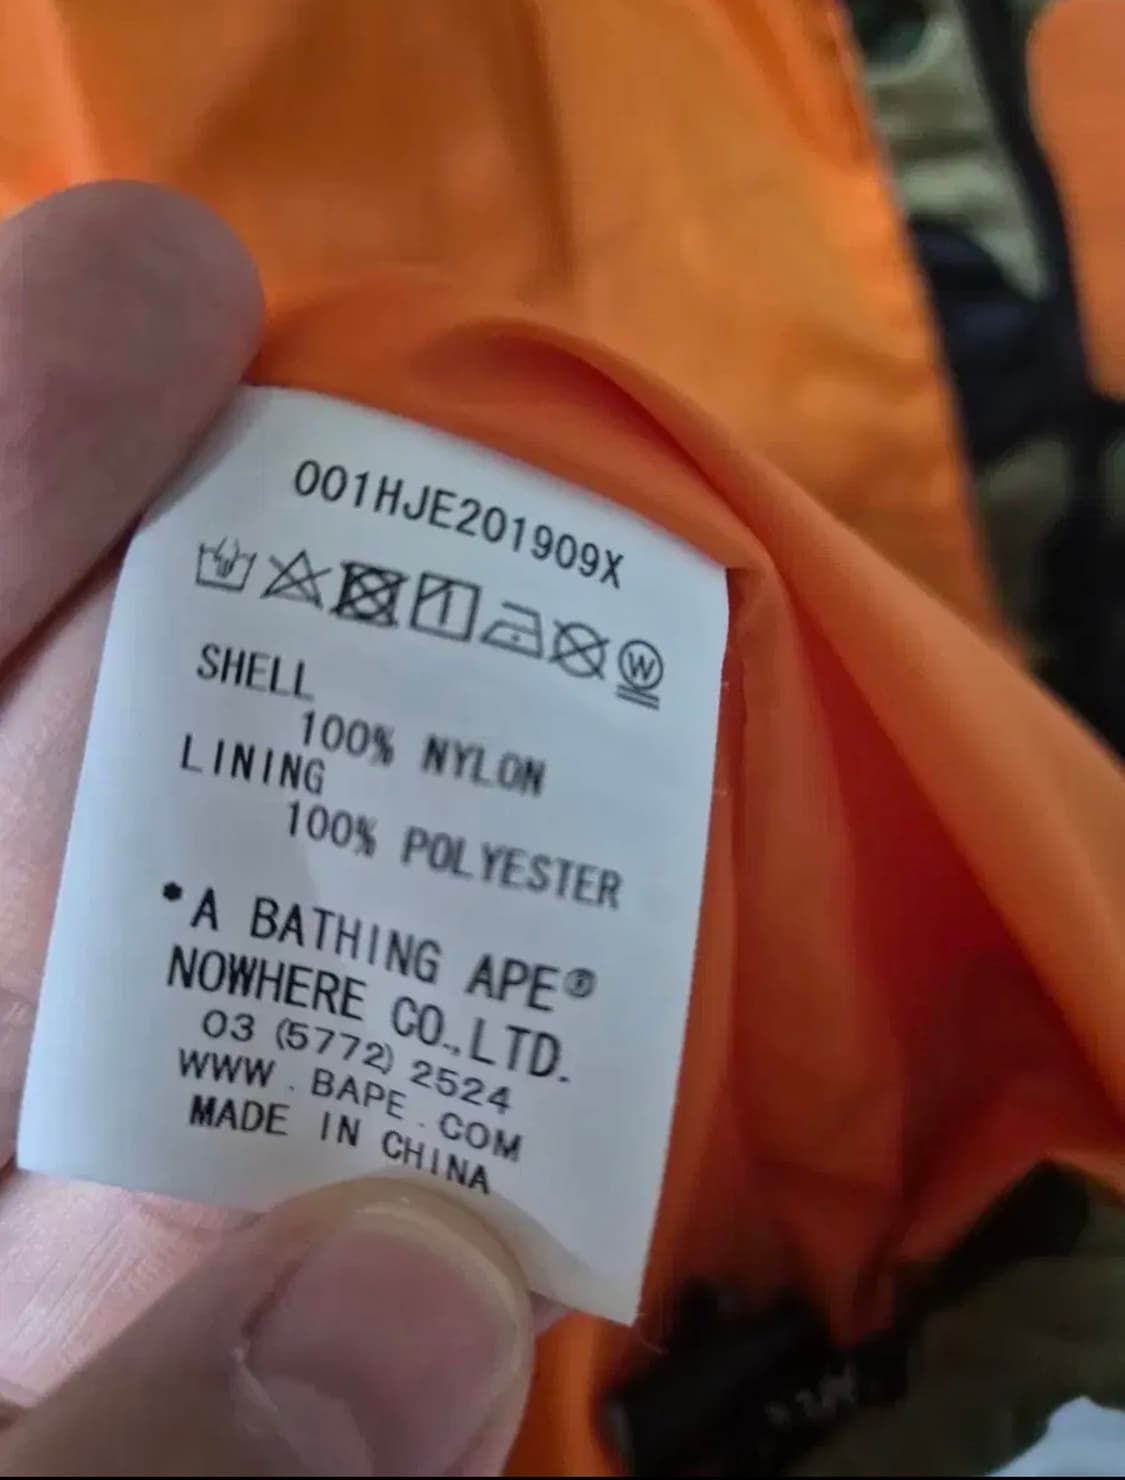 001HJE201909X
W
SHELL
100% NYLON
LINING
100% POLYESTER
*A BATHING APE®
NOWHERE CO.,LTD.
03 (5772) 2524
WWW.BAPE.COM
MADE IN CHINA